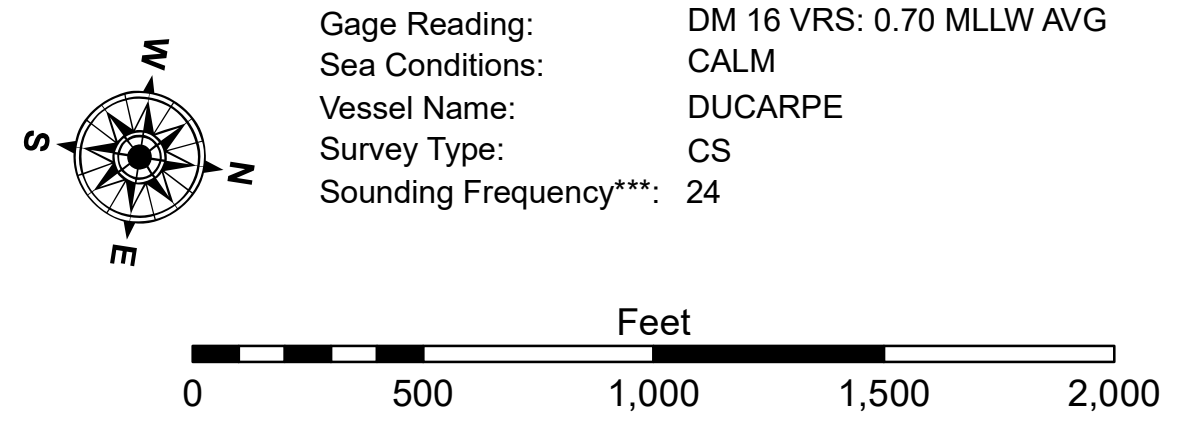 W
S
N
E
Gage Reading: DM 16 VRS: 0.70 MLLW AVG
Sea Conditions: CALM
Vessel Name: DUCARPE
Survey Type: CS
Sounding Frequency***: 24
Feet
0 500 1,000 1,500 2,000